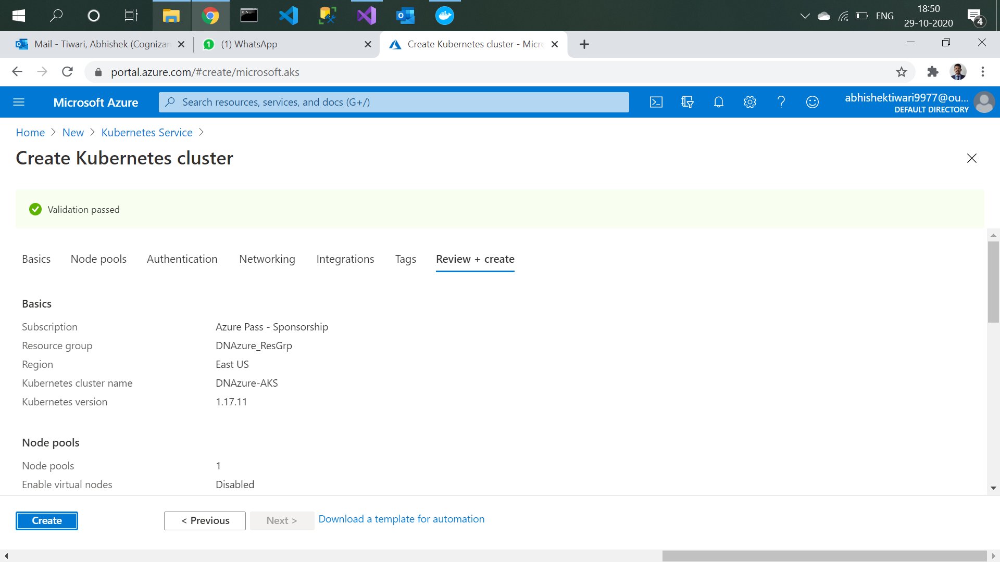 ENG
18:50
29-10-2020
4
Mail - Tiwari, Abhishek (Cognizan
1
(1) WhatsApp
Create Kubernetes cluster - Micro
portal.azure.com/#create/microsoft.aks
Microsoft Azure
Search resources, services, and docs (G+/)
abhishektiwari9977@ou...
DEFAULT DIRECTORY
Home > New > Kubernetes Service >
Create Kubernetes cluster
Validation passed
Basics Node pools Authentication Networking Integrations Tags Review + create
Basics
Subscription Azure Pass - Sponsorship
Resource group DNAzure_ResGrp
Region East US
Kubernetes cluster name DNAzure-AKS
Kubernetes version 1.17.11
Node pools
Node pools 1
Enable virtual nodes Disabled
Create < Previous Next > Download a template for automation